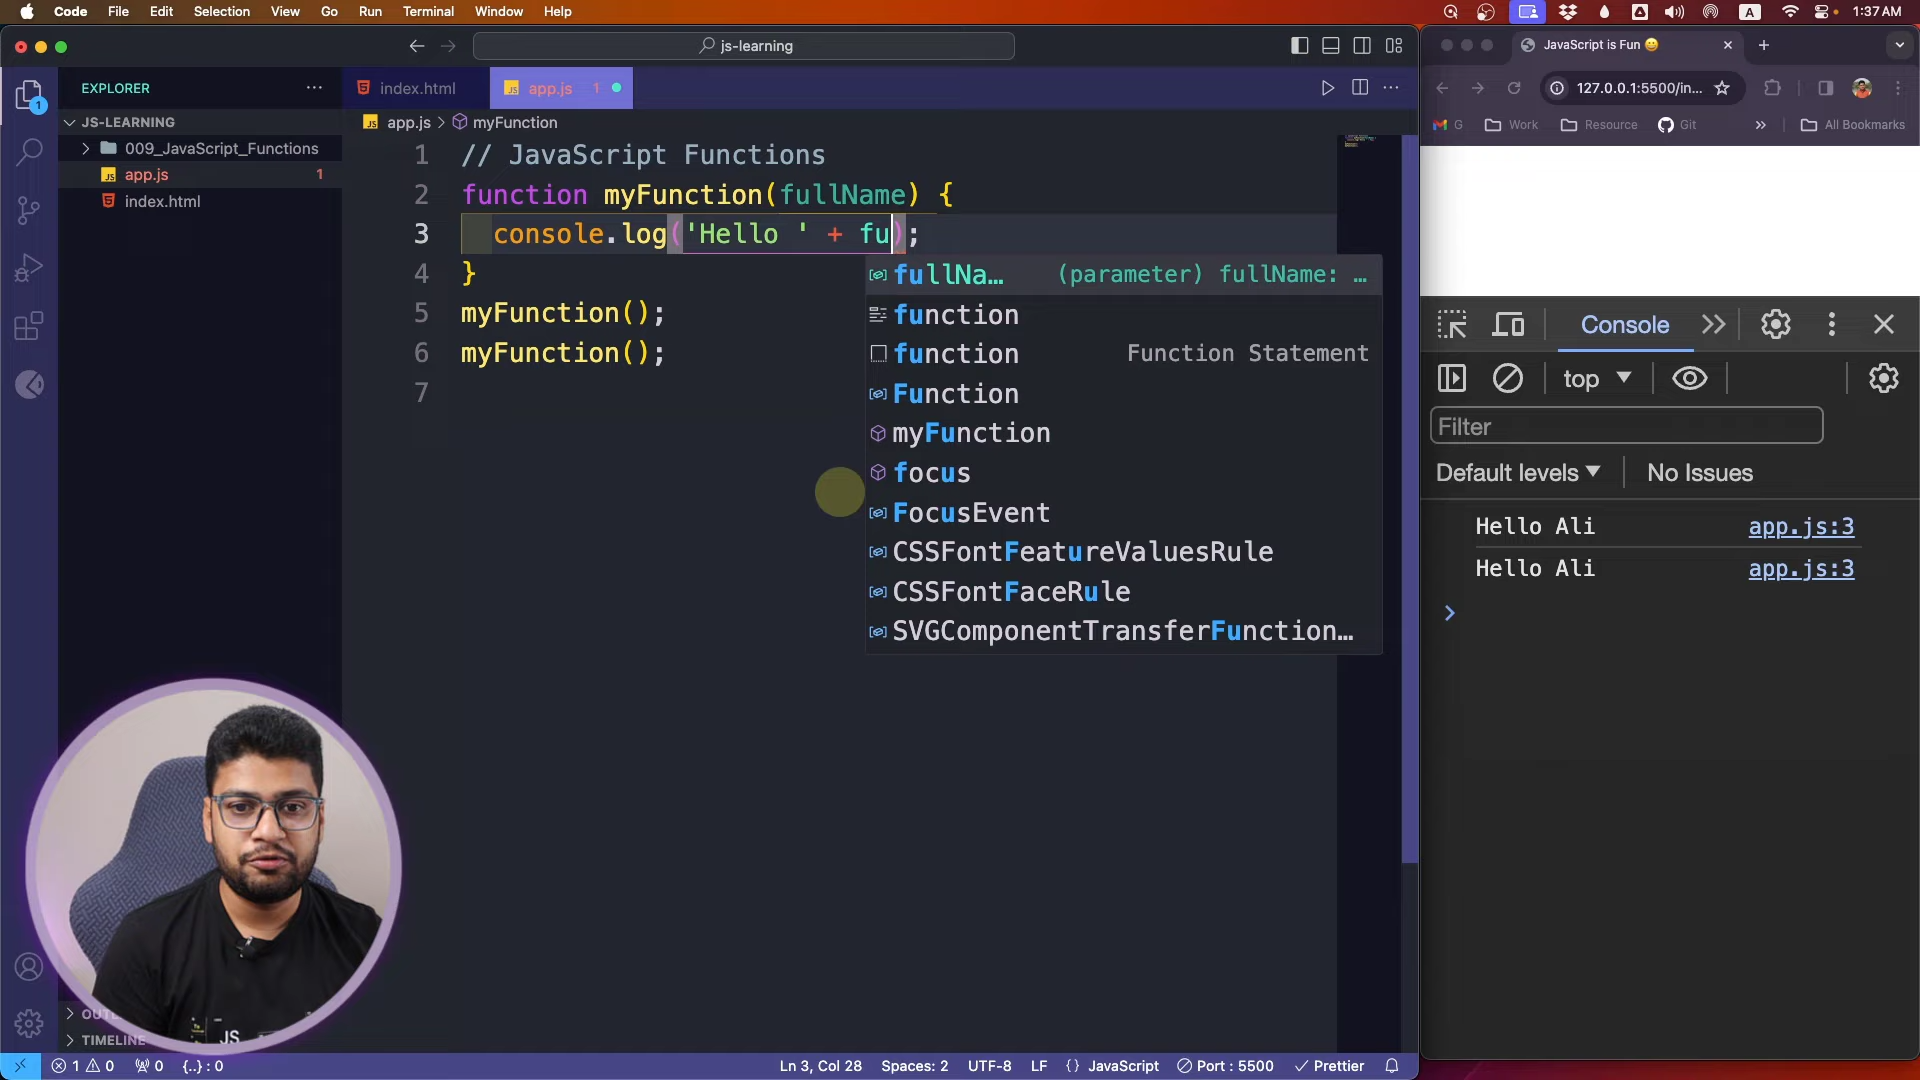 Code File Edit Selection View Go Run Terminal Window Help
A
1:37 AM
js-learning
JavaScript is Fun 😀
EXPLORER
index.html
JS app.js 1
127.0.0.1:5500/in...
G
Work
Resource
Git
All Bookmarks
1
JS-LEARNING
009_JavaScript_Functions
JS app.js 1
index.html
JS app.js > myFunction
1 // JavaScript Functions
2 function myFunction(fullName) {
3 console.log('Hello ' + fu);
4 }
5 myFunction();
6 myFunction();
7
fullNa… (parameter) fullName: …
function
function Function Statement
Function
myFunction
focus
FocusEvent
CSSFontFeatureValuesRule
CSSFontFaceRule
SVGComponentTransferFunction…
Console
top
Filter
Default levels
No Issues
Hello Ali app.js:3
Hello Ali app.js:3
JS
TIMELINE
1 0 0 {..} : 0
Ln 3, Col 28 Spaces: 2 UTF-8 LF {} JavaScript Port : 5500 Prettier